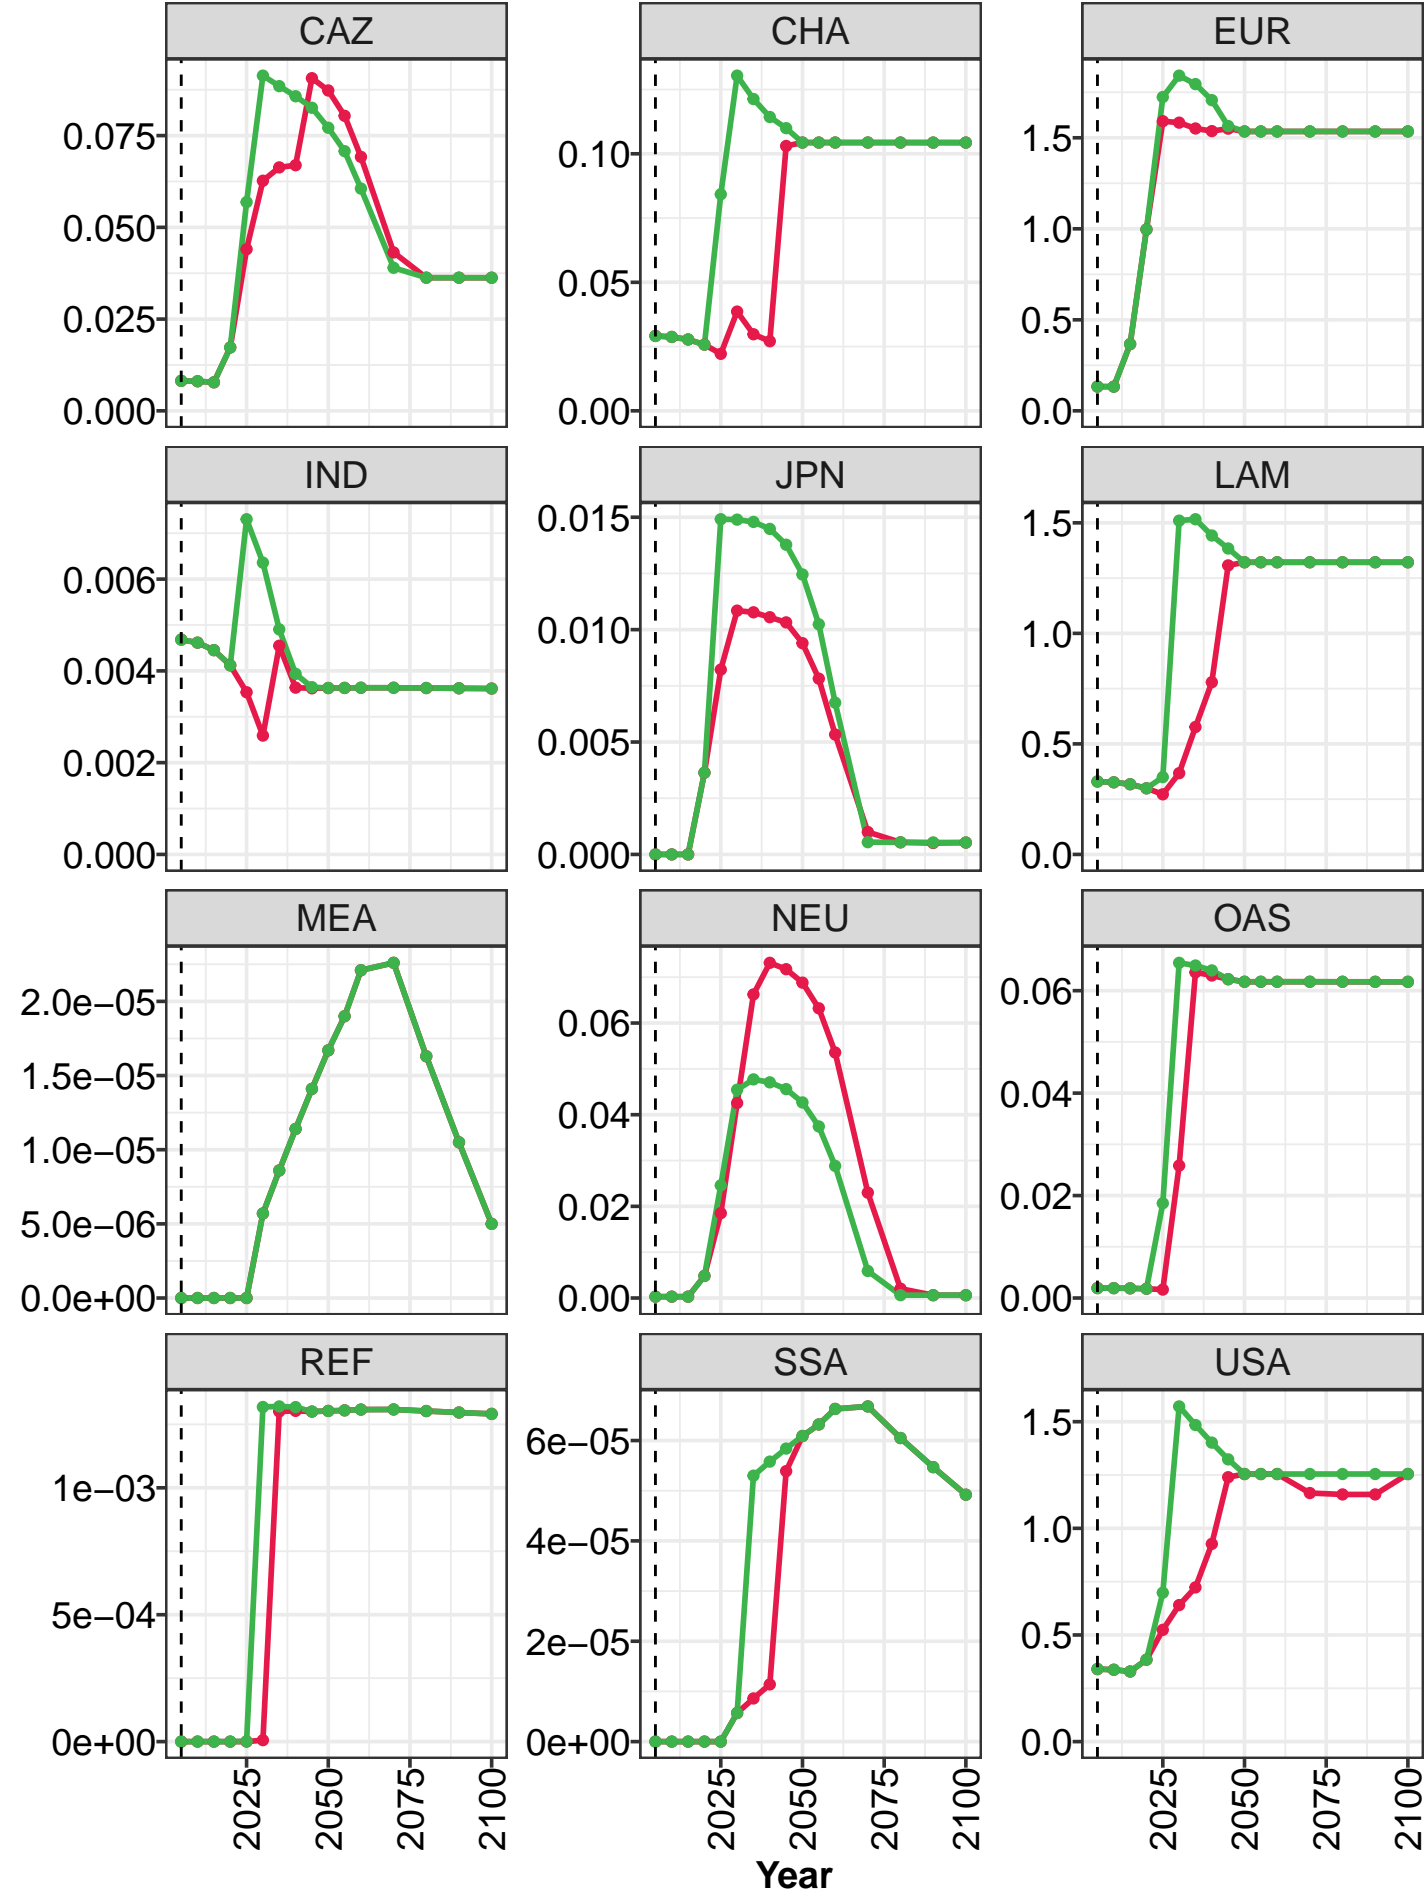 CAZ
CHA
EUR
0.075
0.050
0.025
0.000
0.10
0.05
0.00
1.5
1.0
0.5
0.0
IND
JPN
LAM
0.006
0.004
0.002
0.000
0.015
0.010
0.005
0.000
1.5
1.0
0.5
0.0
MEA
NEU
OAS
2.0e−05
1.5e−05
1.0e−05
5.0e−06
0.0e+00
0.06
0.04
0.02
0.00
0.06
0.04
0.02
0.00
REF
SSA
USA
1e−03
5e−04
0e+00
6e−05
4e−05
2e−05
0e+00
1.5
1.0
0.5
0.0
2025 2050 2075 2100
2025 2050 2075 2100
2025 2050 2075 2100
Year